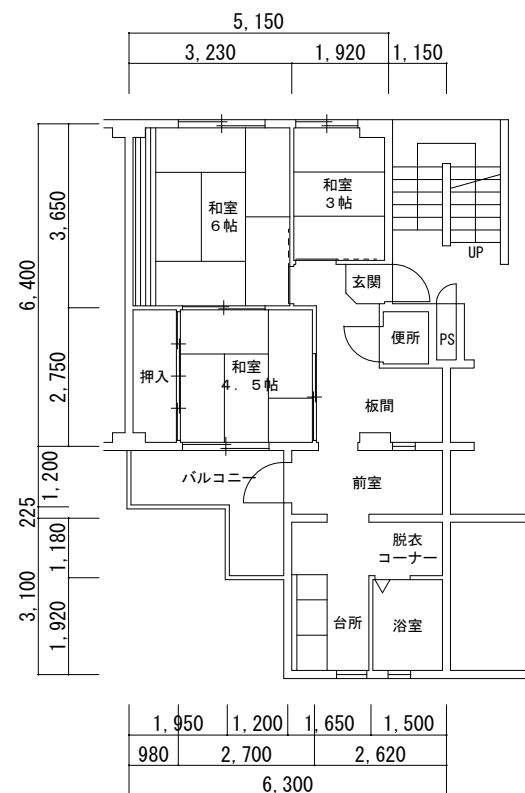 5,150
3,230
1,920
1,150
和室
6帖
和室
3帖
UP
玄関
便所
PS
押入
和室
4．5帖
板間
バルコニー
前室
脱衣
コーナー
台所
浴室
6,400
3,650
2,750
1,200
225
1,180
3,100
1,920
1,950
1,200
1,650
1,500
980
2,700
2,620
6,300